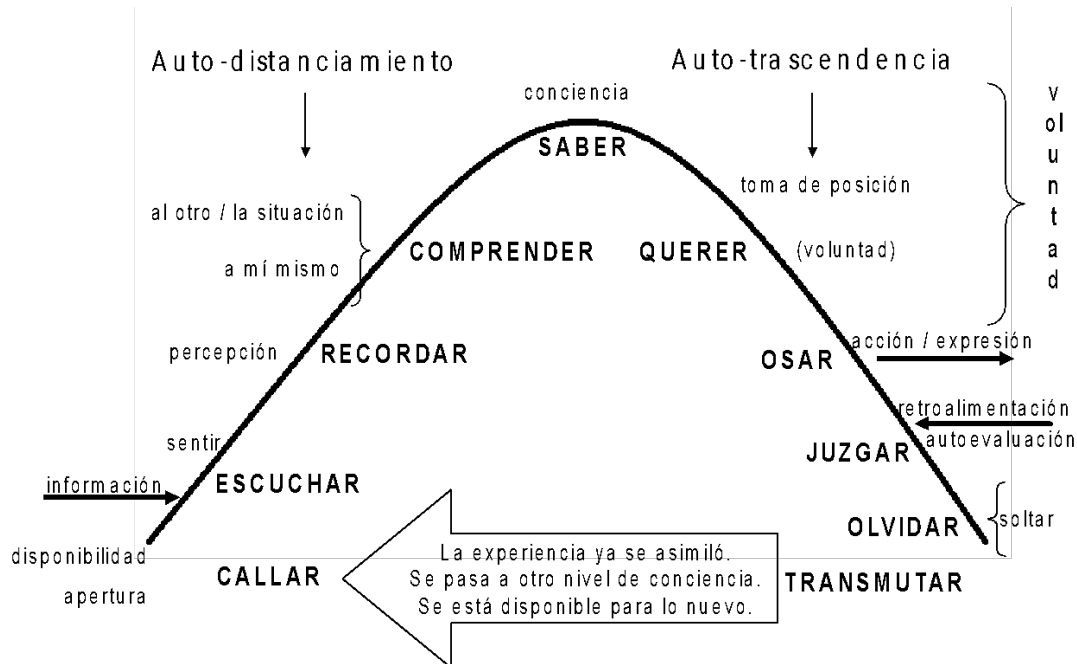 Auto-distanciamiento
Auto-trascendencia
conciencia
SABER
voluntad
toma de posición
al otro / la situación
a mí mismo
COMPRENDER
QUERER
(voluntad)
percepción
RECORDAR
OSAR
acción / expresión
retroalimentación
autoevaluación
sentir
JUZGAR
información
ESCUCHAR
OLVIDAR
soltar
disponibilidad
apertura
CALLAR
La experiencia ya se asimiló.
Se pasa a otro nivel de conciencia.
Se está disponible para lo nuevo.
TRANSMUTAR